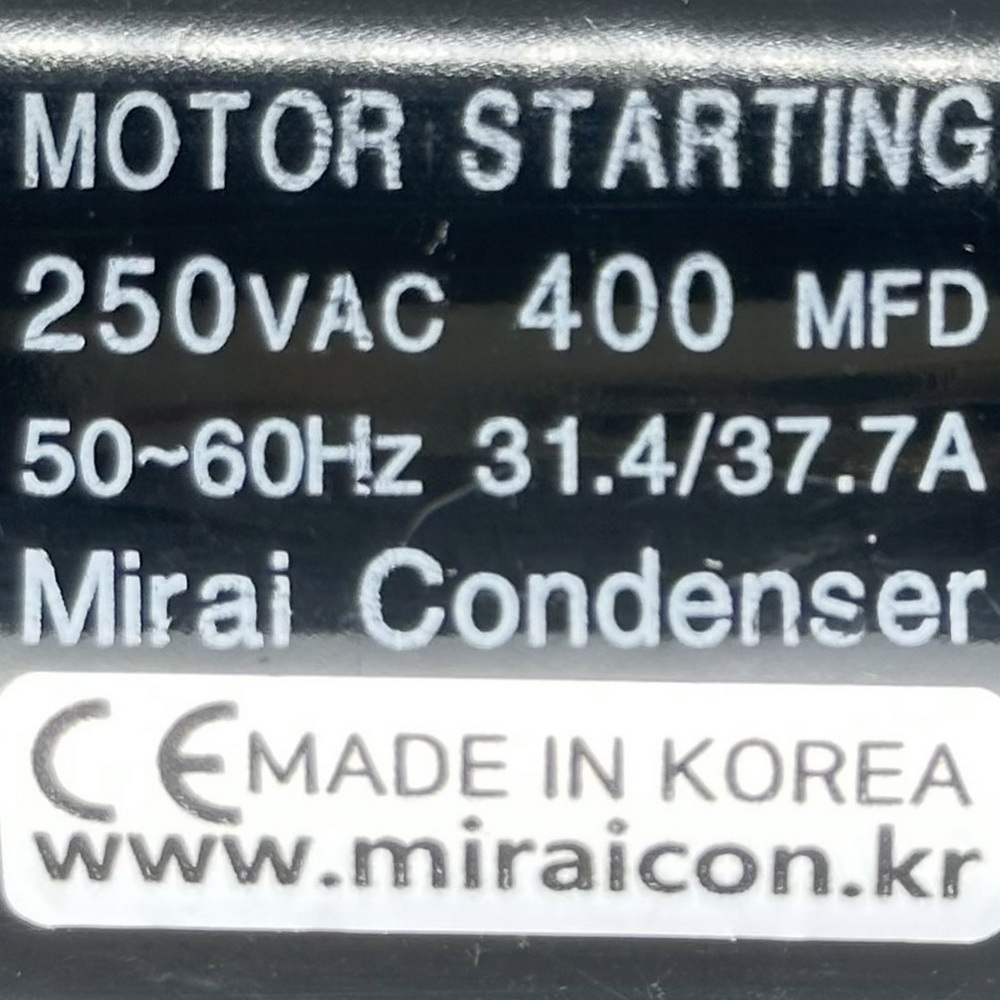 MOTOR STARTING
250VAC 400 MFD
50~60Hz 31.4/37.7A
Mirai Condenser
CE MADE IN KOREA
www.miraicon.kr